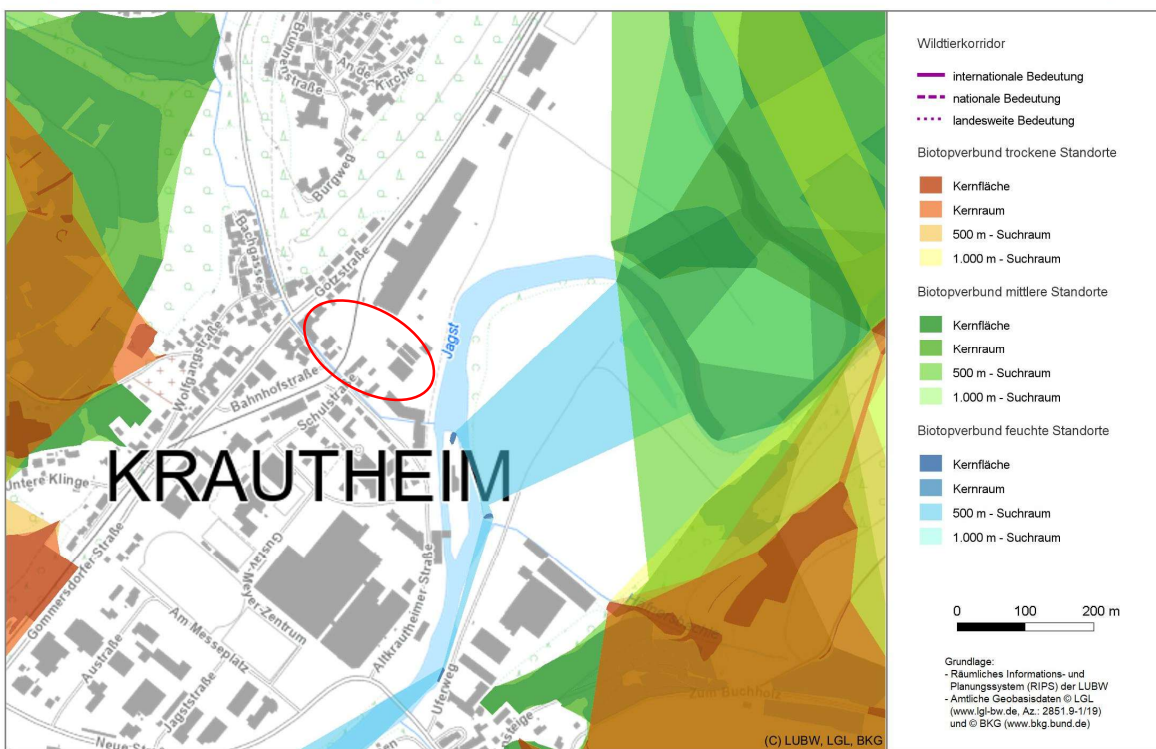 Brunnenstraße
An de
Kirche
Burgweg
Bachgasse
Götzstraße
Jagst
Wolfgangstraße
Bahnhofstraße
Schulstraße
KRAUTHEIM
Untere Klinge
Gommersdorfer-Straße
Gustav-Meyer-Zentrum
Altkrautheimer-Straße
Am Messeplatz
Austraße
Jagststraße
Uferweg
Zum Buchholz
(C) LUBW, LGL, BKG
Wildtierkorridor
internationale Bedeutung
nationale Bedeutung
landesweite Bedeutung
Biotopverbund trockene Standorte
Kernfläche
Kernraum
500 m - Suchraum
1.000 m - Suchraum
Biotopverbund mittlere Standorte
Kernfläche
Kernraum
500 m - Suchraum
1.000 m - Suchraum
Biotopverbund feuchte Standorte
Kernfläche
Kernraum
500 m - Suchraum
1.000 m - Suchraum
0 100 200 m
Grundlage:
- Räumliches Informations- und
Planungssystem (RIPS) der LUBW
- Amtliche Geobasisdaten © LGL
(www.lgl-bw.de, Az.: 2851.9-1/19)
und © BKG (www.bkg.bund.de)